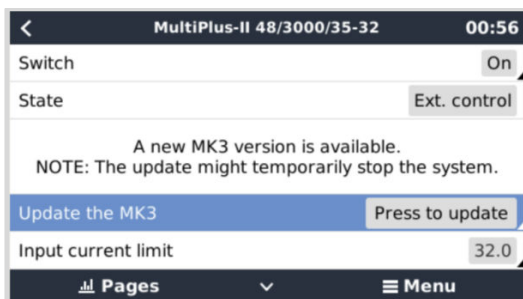 MultiPlus-II 48/3000/35-32 00:56
Switch On
State Ext. control
A new MK3 version is available.
NOTE: The update might temporarily stop the system.
Update the MK3 Press to update
Input current limit 32.0
Pages Menu